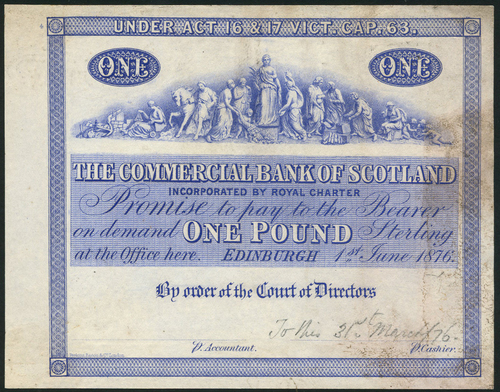 UNDER ACT 16 & 17 VICT. CAP. 63.
ONE ONE
THE COMMERCIAL BANK OF SCOTLAND
INCORPORATED BY ROYAL CHARTER
Promise to pay to the Bearer
on demand ONE POUND Sterling
at the Office here. EDINBURGH 1st June 1876.
By order of the Court of Directors
To this 31st March 76.
p. Accountant. p. Cashier.